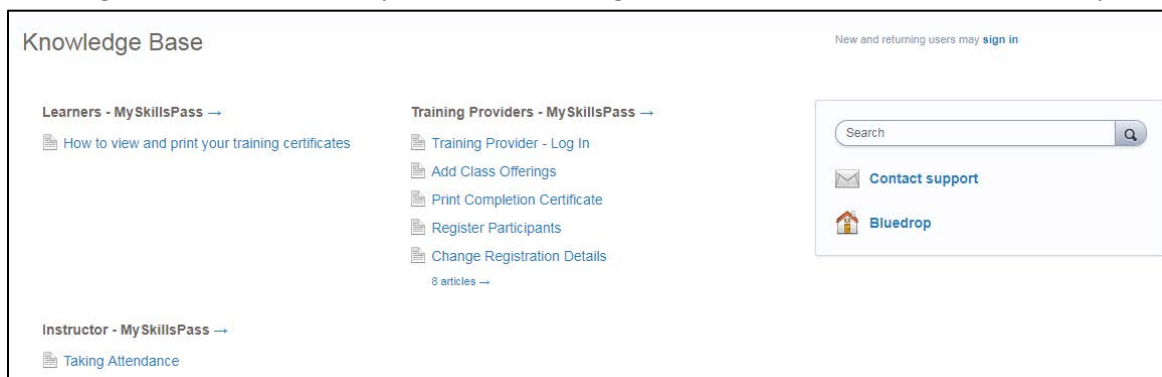 Knowledge Base
New and returning users may sign in
Learners - MySkillsPass →
How to view and print your training certificates
Training Providers - MySkillsPass →
Training Provider - Log In
Add Class Offerings
Print Completion Certificate
Register Participants
Change Registration Details
8 articles →
Search
Contact support
Bluedrop
Instructor - MySkillsPass →
Taking Attendance